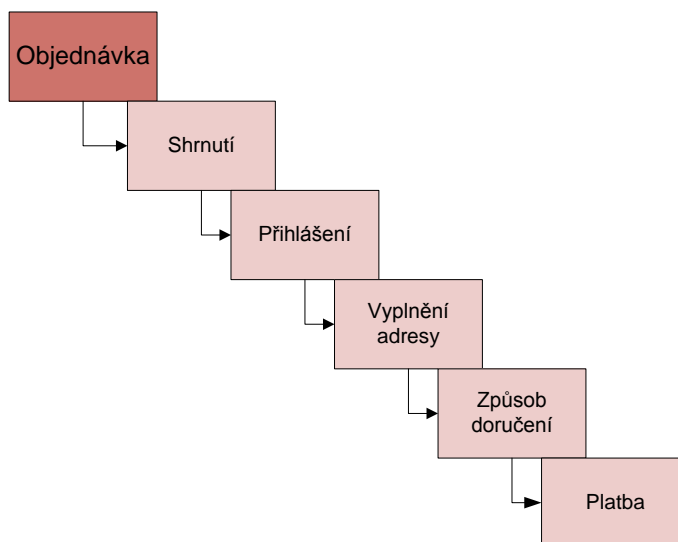 Objednávka
Shrnutí
Přihlášení
Vyplnění
adresy
Způsob
doručení
Platba